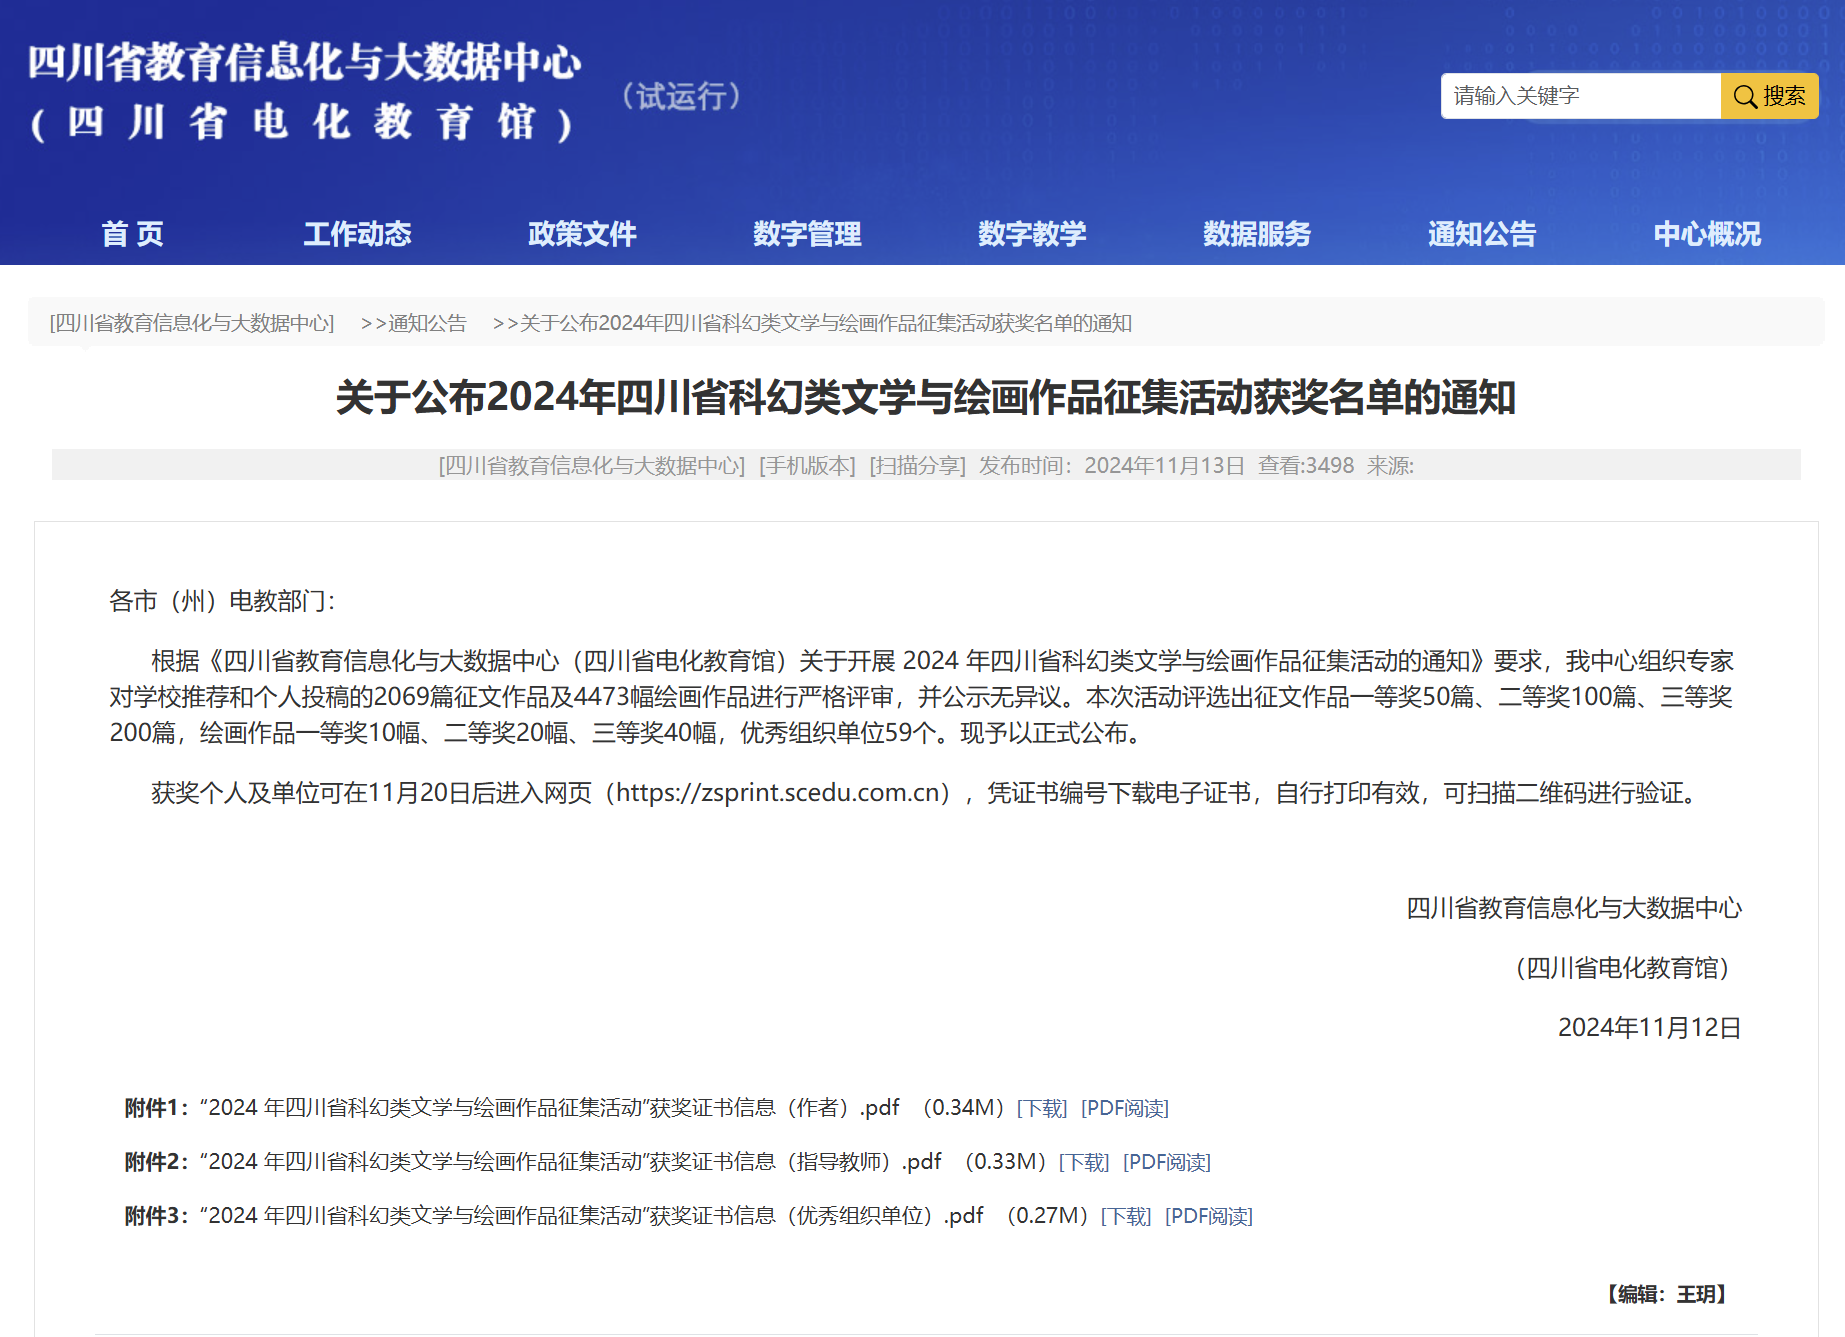 四川省教育信息化与大数据中心
(四川省电化教育馆)
（试运行）
请输入关键字
搜索
首 页 工作动态 政策文件 数字管理 数字教学 数据服务 通知公告 中心概况
[四川省教育信息化与大数据中心] >>通知公告 >>关于公布2024年四川省科幻类文学与绘画作品征集活动获奖名单的通知
关于公布2024年四川省科幻类文学与绘画作品征集活动获奖名单的通知
[四川省教育信息化与大数据中心] [手机版本] [扫描分享] 发布时间：2024年11月13日 查看:3498 来源:
各市（州）电教部门：
根据《四川省教育信息化与大数据中心（四川省电化教育馆）关于开展 2024 年四川省科幻类文学与绘画作品征集活动的通知》要求，我中心组织专家
对学校推荐和个人投稿的2069篇征文作品及4473幅绘画作品进行严格评审，并公示无异议。本次活动评选出征文作品一等奖50篇、二等奖100篇、三等奖
200篇，绘画作品一等奖10幅、二等奖20幅、三等奖40幅，优秀组织单位59个。现予以正式公布。
获奖个人及单位可在11月20日后进入网页（https://zsprint.scedu.com.cn），凭证书编号下载电子证书，自行打印有效，可扫描二维码进行验证。
四川省教育信息化与大数据中心
（四川省电化教育馆）
2024年11月12日
附件1：“2024 年四川省科幻类文学与绘画作品征集活动”获奖证书信息（作者）.pdf （0.34M）[下载] [PDF阅读]
附件2：“2024 年四川省科幻类文学与绘画作品征集活动”获奖证书信息（指导教师）.pdf （0.33M）[下载] [PDF阅读]
附件3：“2024 年四川省科幻类文学与绘画作品征集活动”获奖证书信息（优秀组织单位）.pdf （0.27M）[下载] [PDF阅读]
【编辑：王玥】